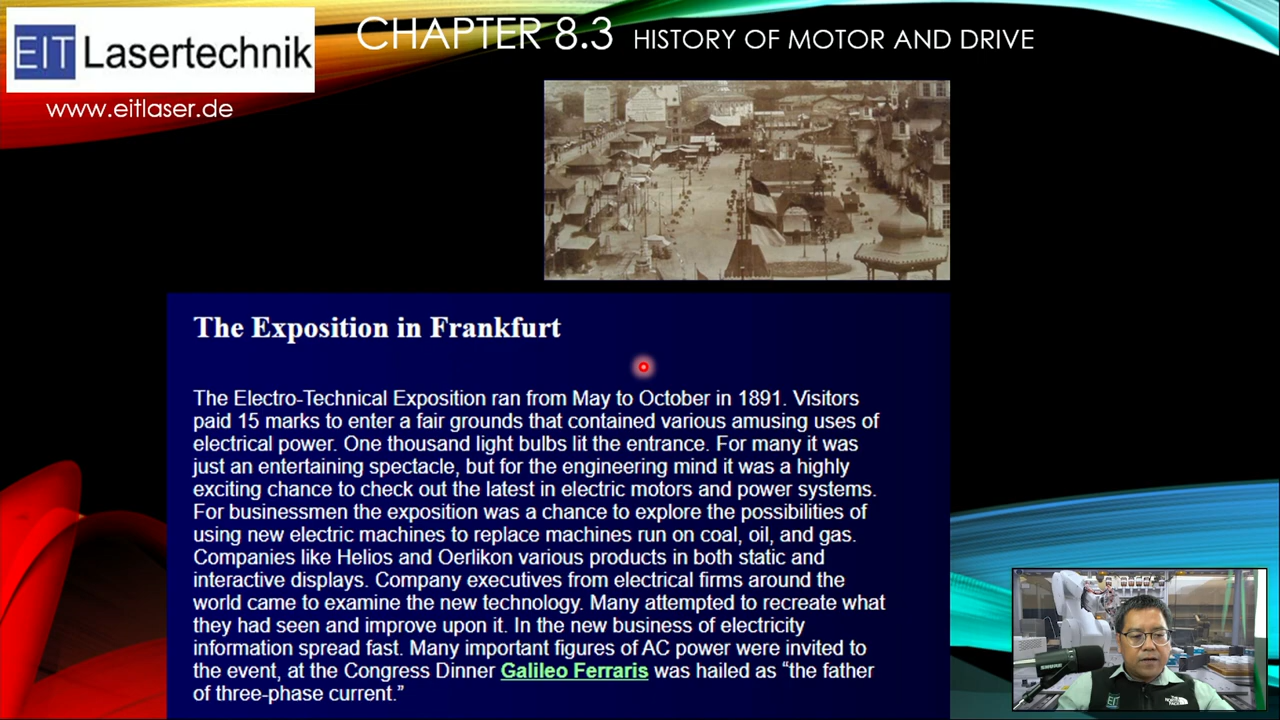 EIT Lasertechnik
CHAPTER 8.3 HISTORY OF MOTOR AND DRIVE
www.eitlaser.de
The Exposition in Frankfurt
The Electro-Technical Exposition ran from May to October in 1891. Visitors
paid 15 marks to enter a fair grounds that contained various amusing uses of
electrical power. One thousand light bulbs lit the entrance. For many it was
just an entertaining spectacle, but for the engineering mind it was a highly
exciting chance to check out the latest in electric motors and power systems.
For businessmen the exposition was a chance to explore the possibilities of
using new electric machines to replace machines run on coal, oil, and gas.
Companies like Helios and Oerlikon various products in both static and
interactive displays. Company executives from electrical firms around the
world came to examine the new technology. Many attempted to recreate what
they had seen and improve upon it. In the new business of electricity
information spread fast. Many important figures of AC power were invited to
the event, at the Congress Dinner Galileo Ferraris was hailed as “the father
of three-phase current.”
SHURE
EIT
THE NORTH FACE